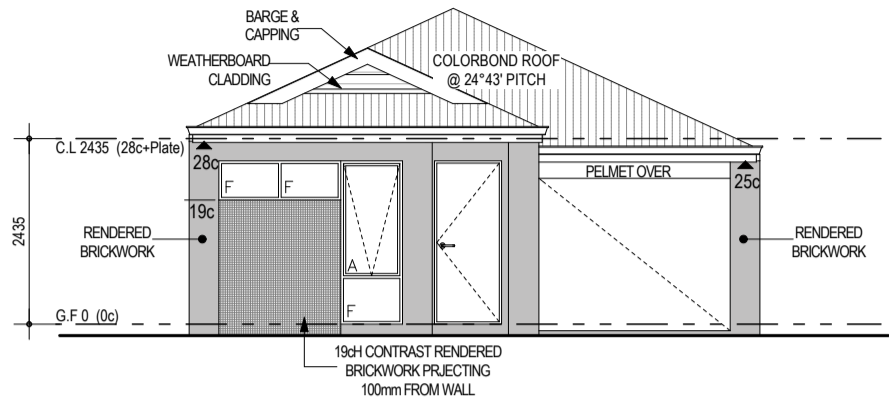 BARGE &
CAPPING
WEATHERBOARD
CLADDING
COLORBOND ROOF
@ 24°43' PITCH
C.L 2435 (28c+Plate)
28c
PELMET OVER
25c
F F
19c
2435
RENDERED
BRICKWORK
RENDERED
BRICKWORK
A
F
G.F 0 (0c)
19cH CONTRAST RENDERED
BRICKWORK PRJECTING
100mm FROM WALL